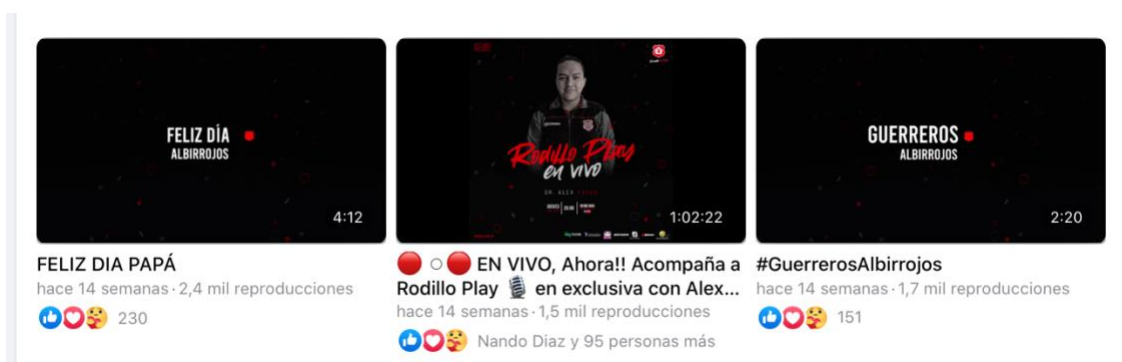 FELIZ DÍA
ALBIRROJOS
4:12
FELIZ DIA PAPÁ
hace 14 semanas · 2,4 mil reproducciones
230
Rodillo Play
EN VIVO
DR. ALEX
1:02:22
🔴 ⚪🔴 EN VIVO, Ahora!! Acompaña a
Rodillo Play 🎙️ en exclusiva con Alex...
hace 14 semanas · 1,5 mil reproducciones
Nando Diaz y 95 personas más
GUERREROS
ALBIRROJOS
2:20
#GuerrerosAlbirrojos
hace 14 semanas · 1,7 mil reproducciones
151